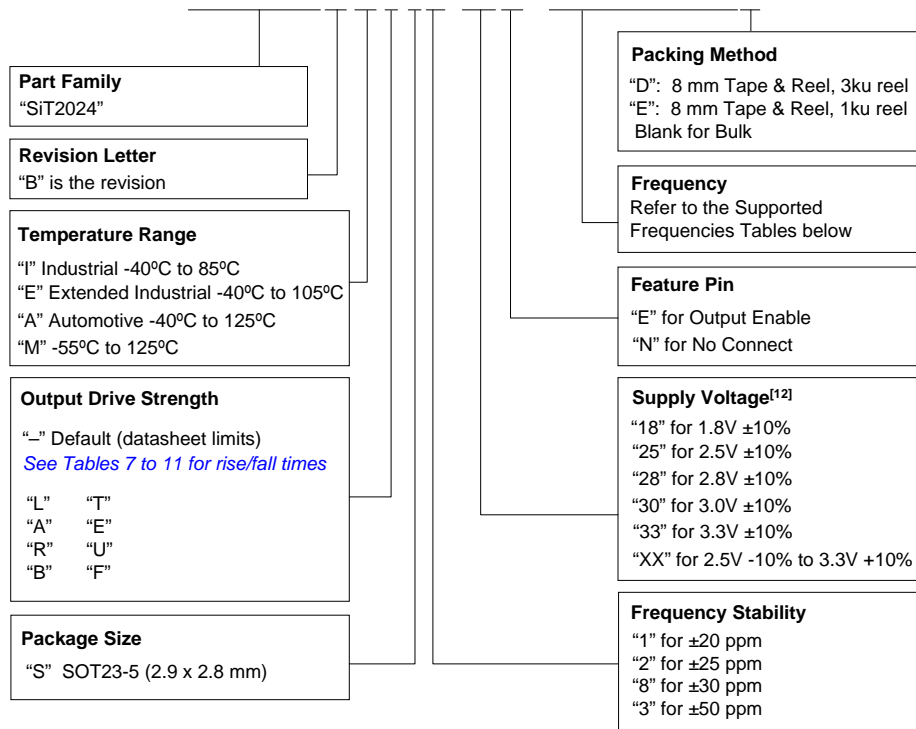 Part Family
“SiT2024”
Revision Letter
“B” is the revision
Temperature Range
“I” Industrial -40ºC to 85ºC
“E” Extended Industrial -40ºC to 105ºC
“A” Automotive -40ºC to 125ºC
“M” -55ºC to 125ºC
Output Drive Strength
“–” Default (datasheet limits)
See Tables 7 to 11 for rise/fall times
“L” “T”
“A” “E”
“R” “U”
“B” “F”
Package Size
“S” SOT23-5 (2.9 x 2.8 mm)
Packing Method
“D”: 8 mm Tape & Reel, 3ku reel
“E”: 8 mm Tape & Reel, 1ku reel
Blank for Bulk
Frequency
Refer to the Supported
Frequencies Tables below
Feature Pin
“E” for Output Enable
“N” for No Connect
Supply Voltage[12]
“18” for 1.8V ±10%
“25” for 2.5V ±10%
“28” for 2.8V ±10%
“30” for 3.0V ±10%
“33” for 3.3V ±10%
“XX” for 2.5V -10% to 3.3V +10%
Frequency Stability
“1” for ±20 ppm
“2” for ±25 ppm
“8” for ±30 ppm
“3” for ±50 ppm